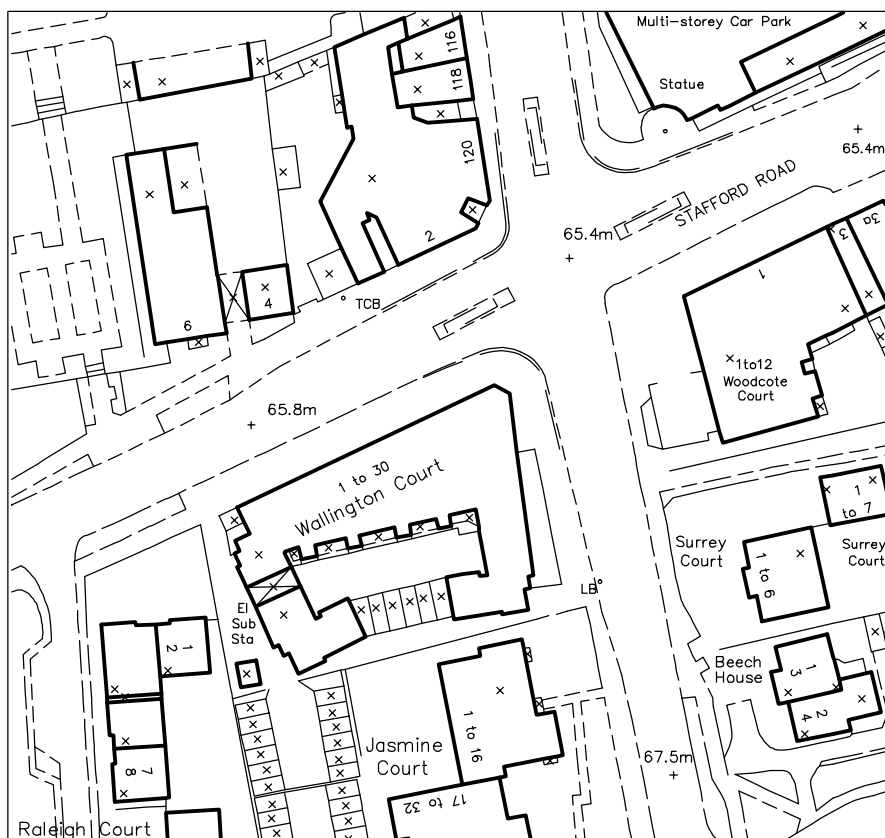 Multi-storey Car Park
116
118
Statue
120
65.4m
STAFFORD ROAD
65.4m
2
3
3a
1
4
TCB
6
1to12
Woodcote
Court
65.8m
1 to 30
Wallington Court
1
to 7
Surrey
Court
1 to 6
Surrey
Court
LB
El
Sub
Sta
1
2
Beech
House
1
3
2
4
1 to 16
Jasmine
Court
67.5m
7
8
17 to 32
Raleigh Court